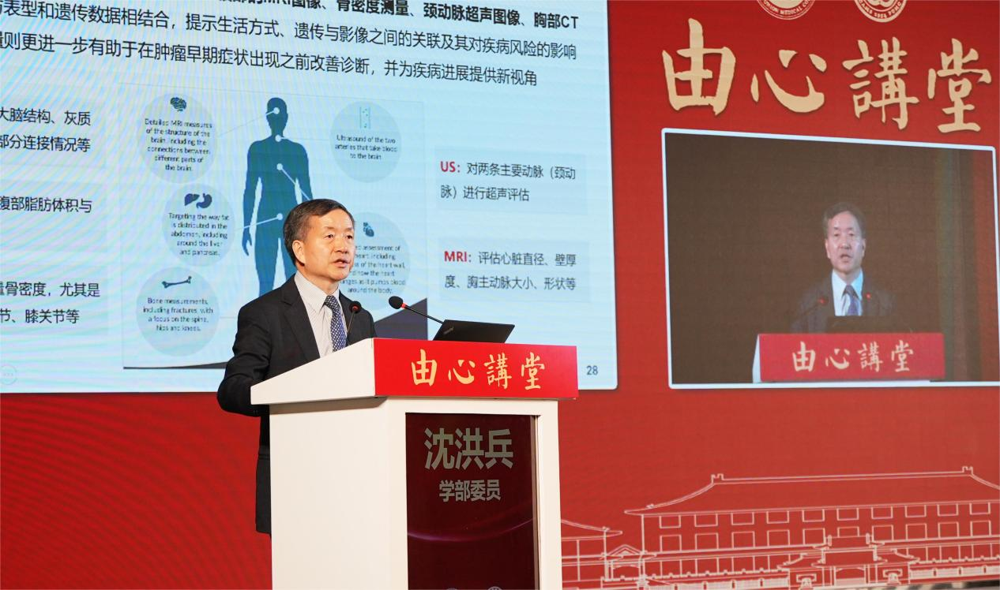 的MRI图像、骨密度测量、颈动脉超声图像、胸部CT
表型和遗传数据相结合，提示生活方式、遗传与影像之间的关联及其对疾病风险的影响
则更进一步有助于在肿瘤早期症状出现之前改善诊断，并为疾病进展提供新视角
大脑结构、灰质
部分连接情况等
腹部脂肪体积与
骨密度，尤其是
节、膝关节等
Detailed MRI measures
of the structure of the
brain, including the
connections between
different parts of
the brain.
Targeting the way fat
is distributed in the
abdomen, including
around the liver
and pancreas.
Bone measurements,
including fractures, with
a focus on the spine,
hips and knees.
Ultrasound of the two
arteries that take blood
to the brain
assessment of
heart, including
of the heart wall,
how the heart
as it pumps blood
around the body.
US：对两条主要动脉（颈动
脉）进行超声评估
MRI：评估心脏直径、壁厚
度、胸主动脉大小、形状等
28
UNION MEDICAL
由心講堂
由心講堂
由心講堂
沈洪兵
学部委员